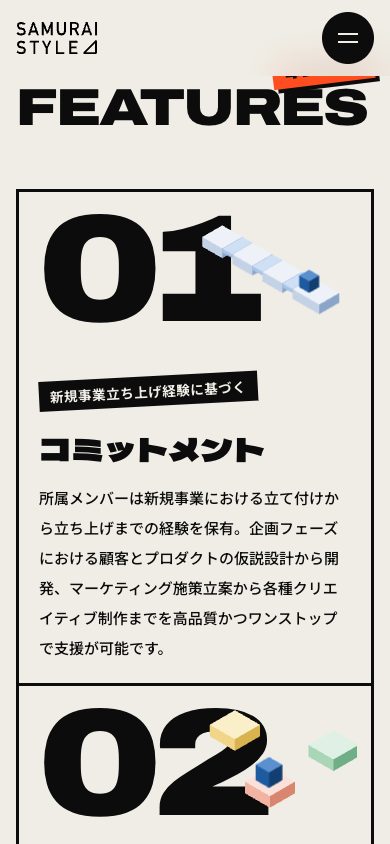 SAMURAI
STYLE
FEATURES
01
新規事業立ち上げ経験に基づく
コミットメント
所属メンバーは新規事業における立て付けか
ら立ち上げまでの経験を保有。企画フェーズ
における顧客とプロダクトの仮説設計から開
発、マーケティング施策立案から各種クリエ
イティブ制作までを高品質かつワンストップ
で支援が可能です。
02